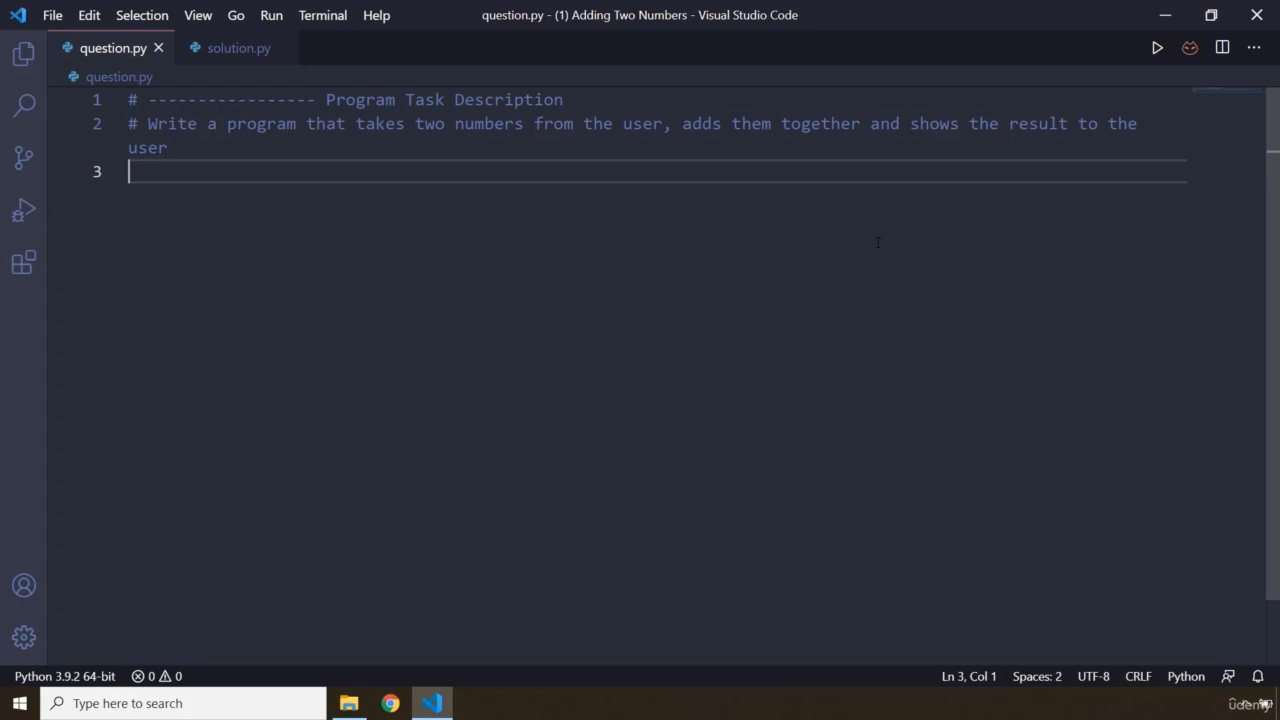 File Edit Selection View Go Run Terminal Help question.py - (1) Adding Two Numbers - Visual Studio Code
question.py solution.py
question.py
1 # ----------------- Program Task Description
2 # Write a program that takes two numbers from the user, adds them together and shows the result to the
user
3
Python 3.9.2 64-bit 0 0 Ln 3, Col 1 Spaces: 2 UTF-8 CRLF Python
Type here to search udemy